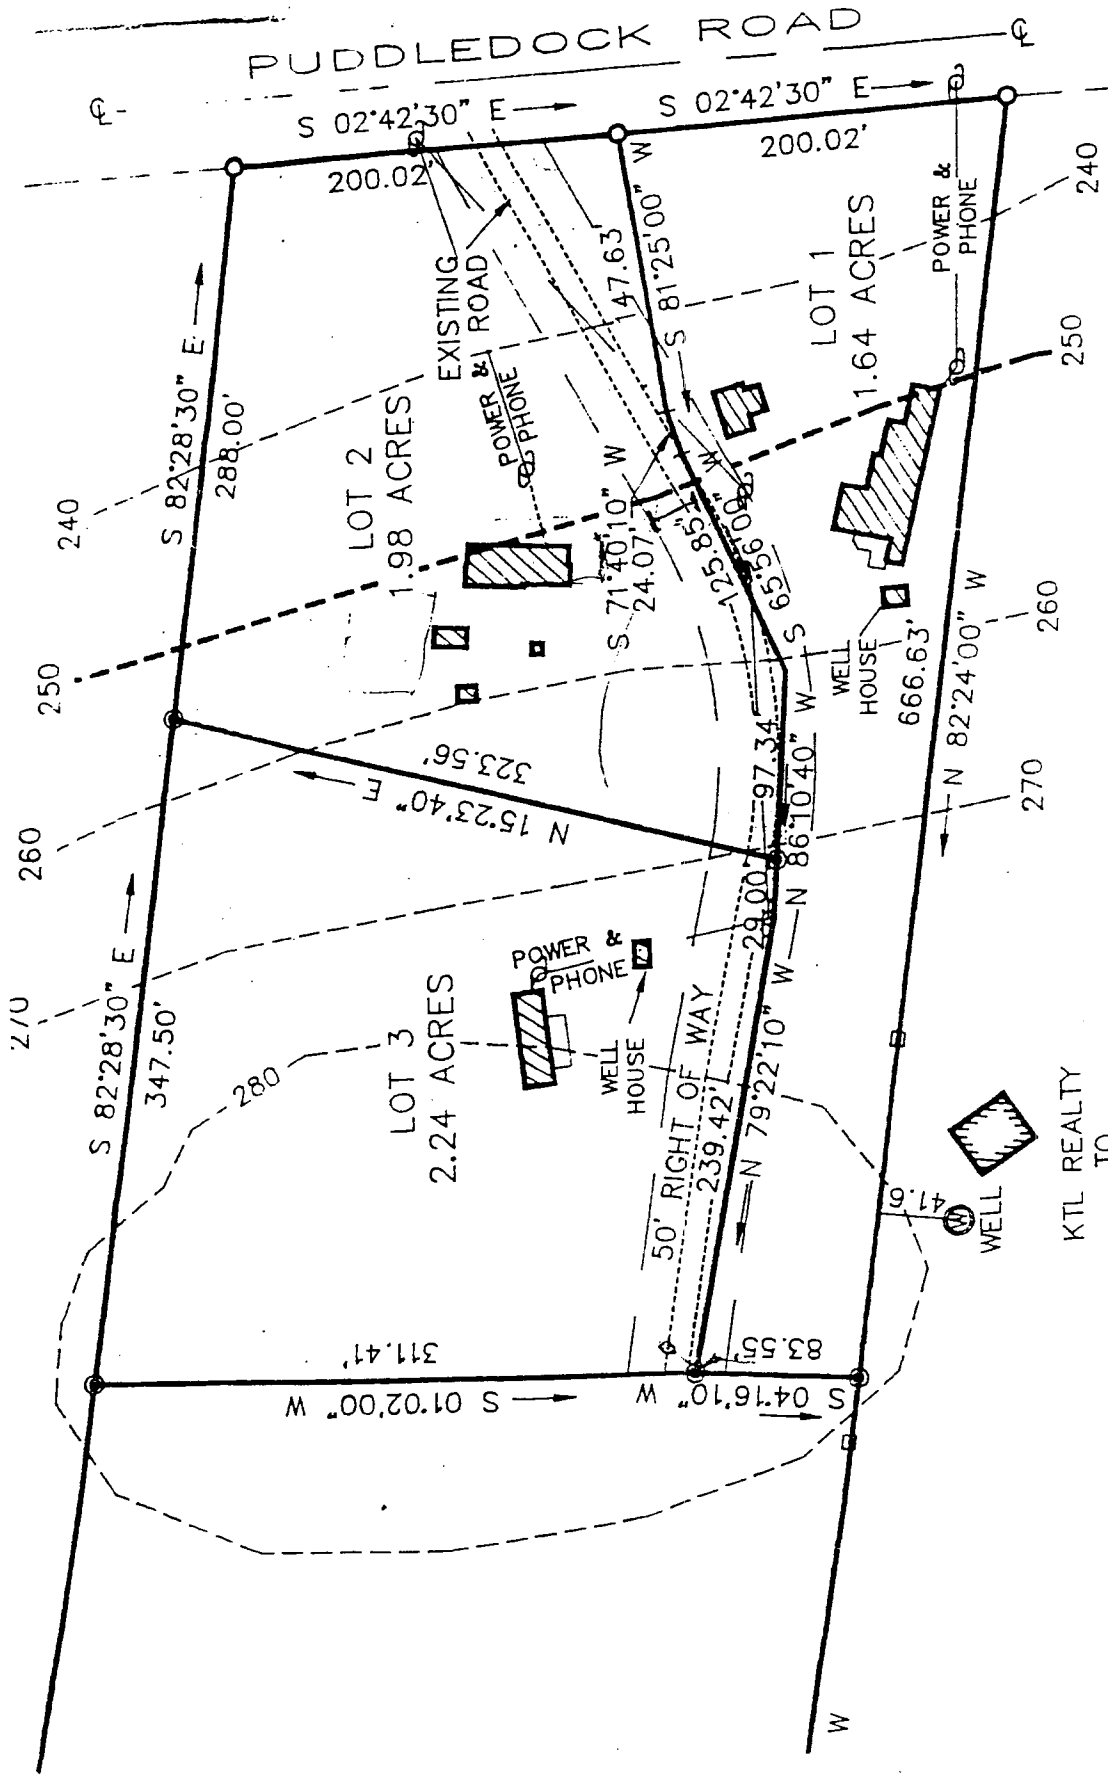 PUDDLEDOCK ROAD
℄
℄
S 02°42'30" E
200.02'
S 02°42'30" E
200.02'
S 82°28'30" E
288.00'
240
EXISTING
ROAD
POWER &
PHONE
147.63'
S 81°25'00" W
LOT 1
1.64 ACRES
POWER &
PHONE
240
250
LOT 2
1.98 ACRES
S 71°40'10" W
24.07'
125.85'
S 65°56'00" W
WELL
HOUSE
666.63'
N 82°24'00" W
260
250
260
270
N 15°23'40" E
323.56'
97.34'
29.00'
N 86°10'40" W
270
S 82°28'30" E
347.50'
280
LOT 3
2.24 ACRES
POWER &
PHONE
WELL
HOUSE
50' RIGHT OF WAY
239.42'
N 79°22'10" W
KTL REALTY
TO
41.6'
W
WELL
311.41'
S 01°02'00" W
83.55'
S 04°16'10" W
W